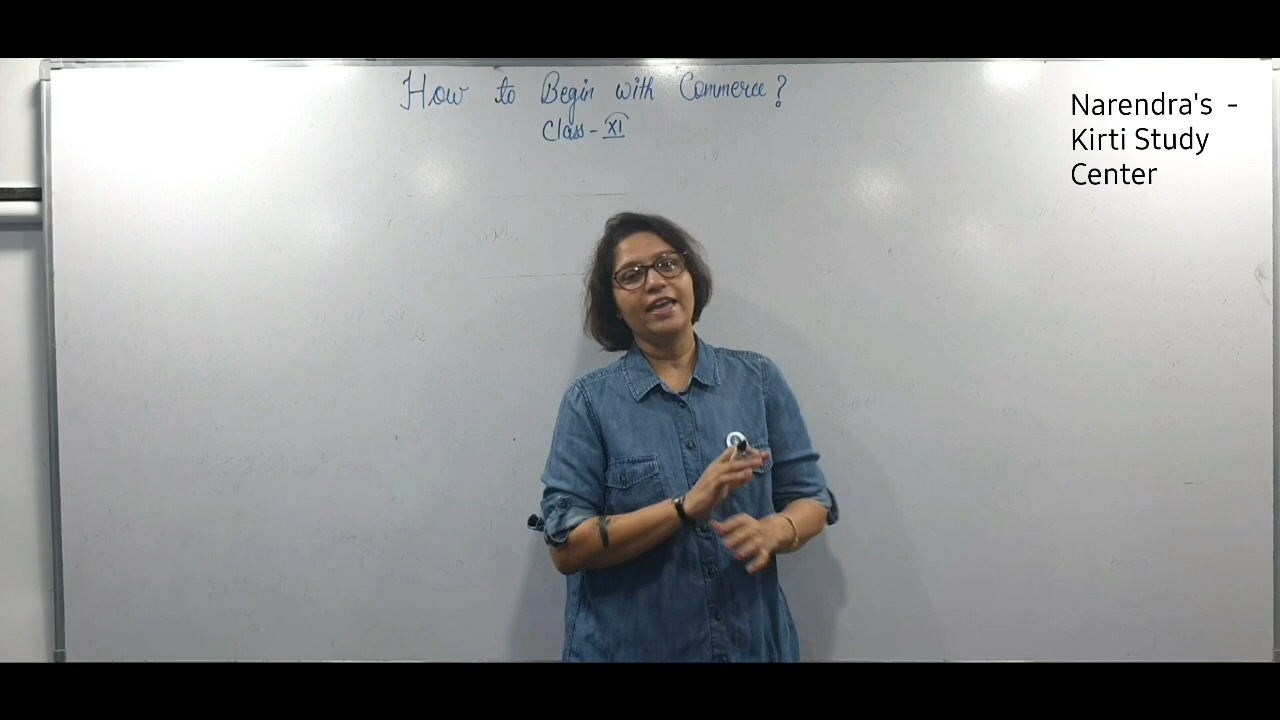 How to Begin with Commerce?
Class - XI
Narendra's -
Kirti Study
Center